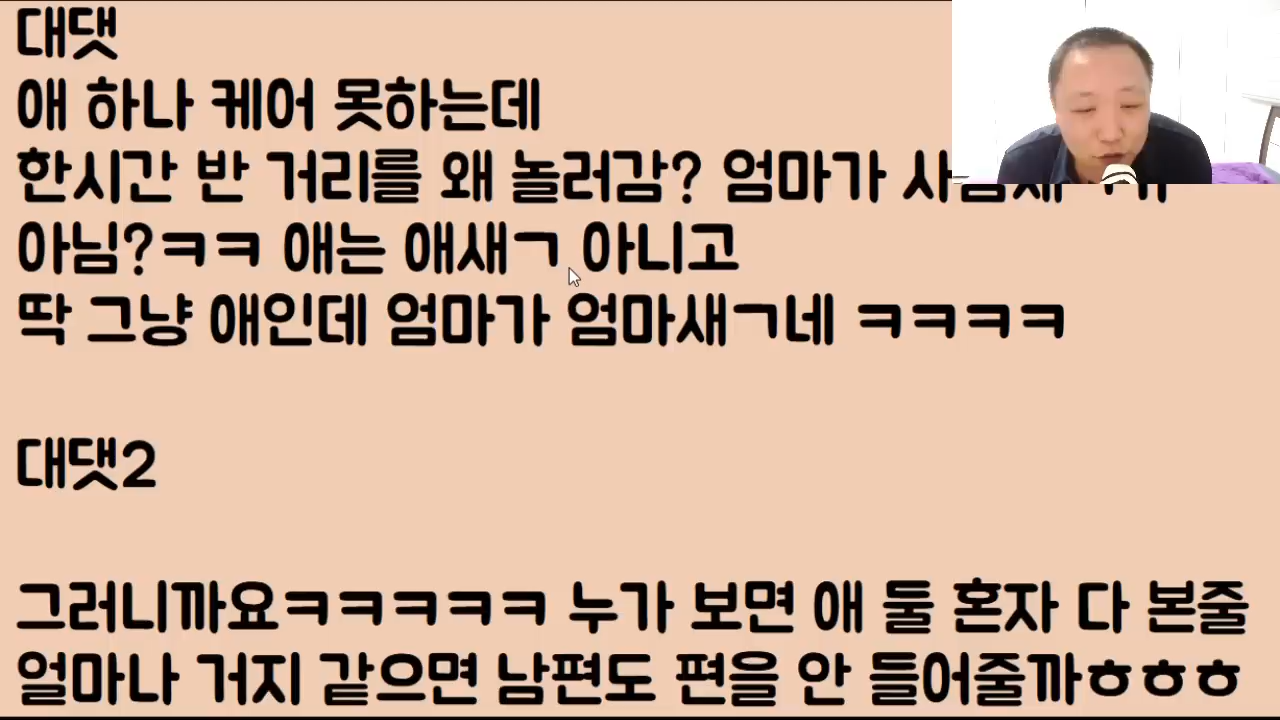 대댓
애 하나 케어 못하는데
한시간 반 거리를 왜 놀러감? 엄마가
아님?ㅋㅋ 애는 애새ㄱ 아니고
딱 그냥 애인데 엄마가 엄마새ㄱ네 ㅋㅋㅋㅋ
대댓2
그러니까요ㅋㅋㅋㅋㅋ 누가 보면 애 둘 혼자 다 본줄
얼마나 거지 같으면 남편도 편을 안 들어줄까ㅎㅎㅎ